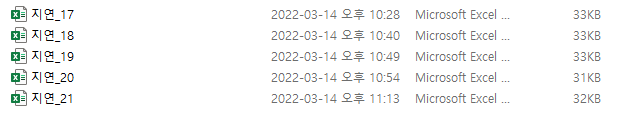 지연_17 2022-03-14 오후 10:28 Microsoft Excel ... 33KB
지연_18 2022-03-14 오후 10:40 Microsoft Excel ... 33KB
지연_19 2022-03-14 오후 10:49 Microsoft Excel ... 33KB
지연_20 2022-03-14 오후 10:54 Microsoft Excel ... 31KB
지연_21 2022-03-14 오후 11:13 Microsoft Excel ... 32KB